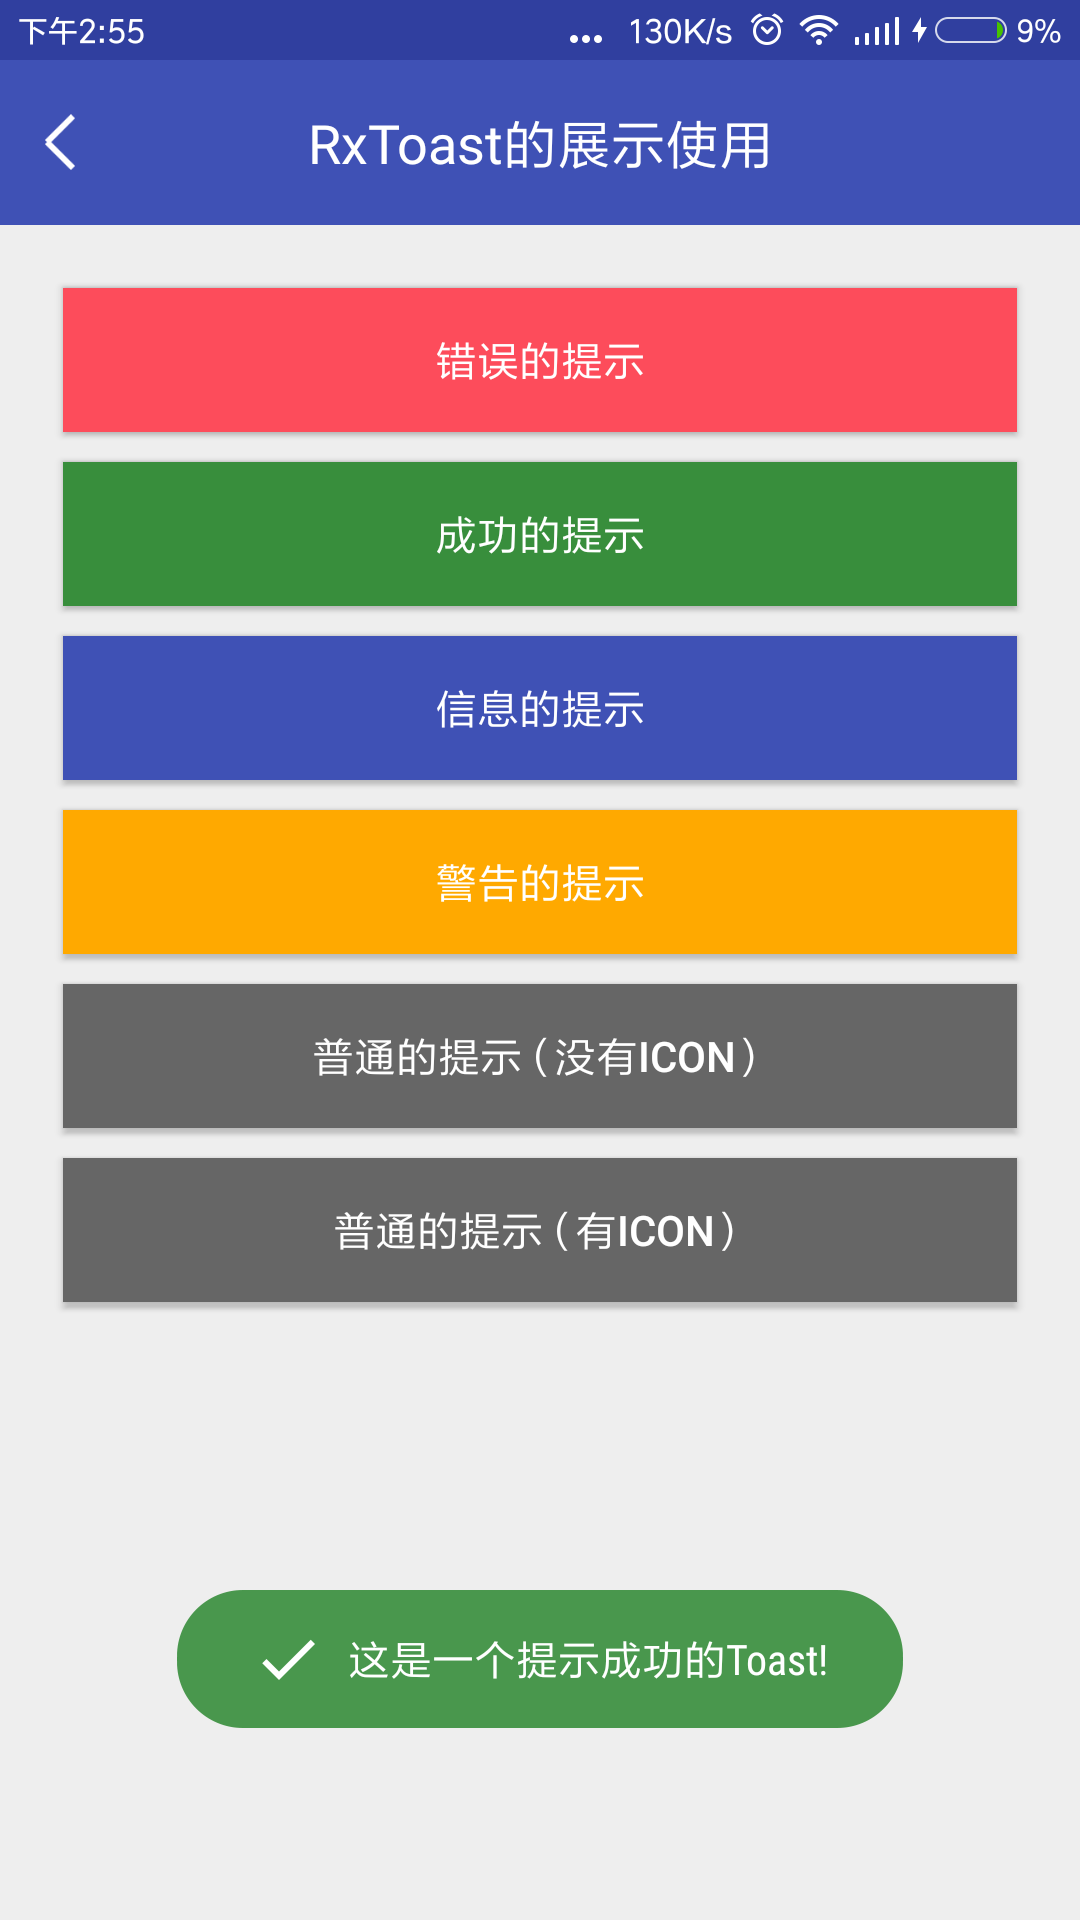 下午2:55 ... 130K/s 9%
RxToast的展示使用
错误的提示
成功的提示
信息的提示
警告的提示
普通的提示（没有ICON）
普通的提示（有ICON）
这是一个提示成功的Toast!